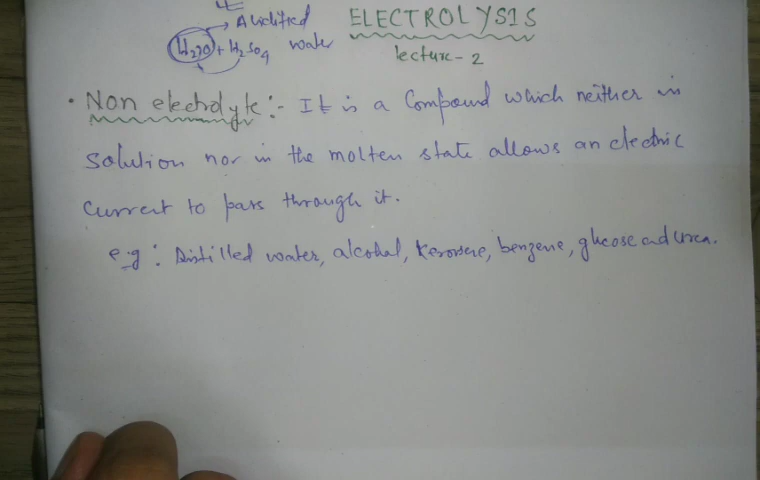 Acidified
ELECTROLYSIS
H2O + H2SO4 water
lecture - 2
• Non electrolyte :- It is a Compound which neither in
solution nor in the molten state allows an electric
current to pass through it.
e.g : Distilled water, alcohol, Kerosene, benzene, glucose and Urea.